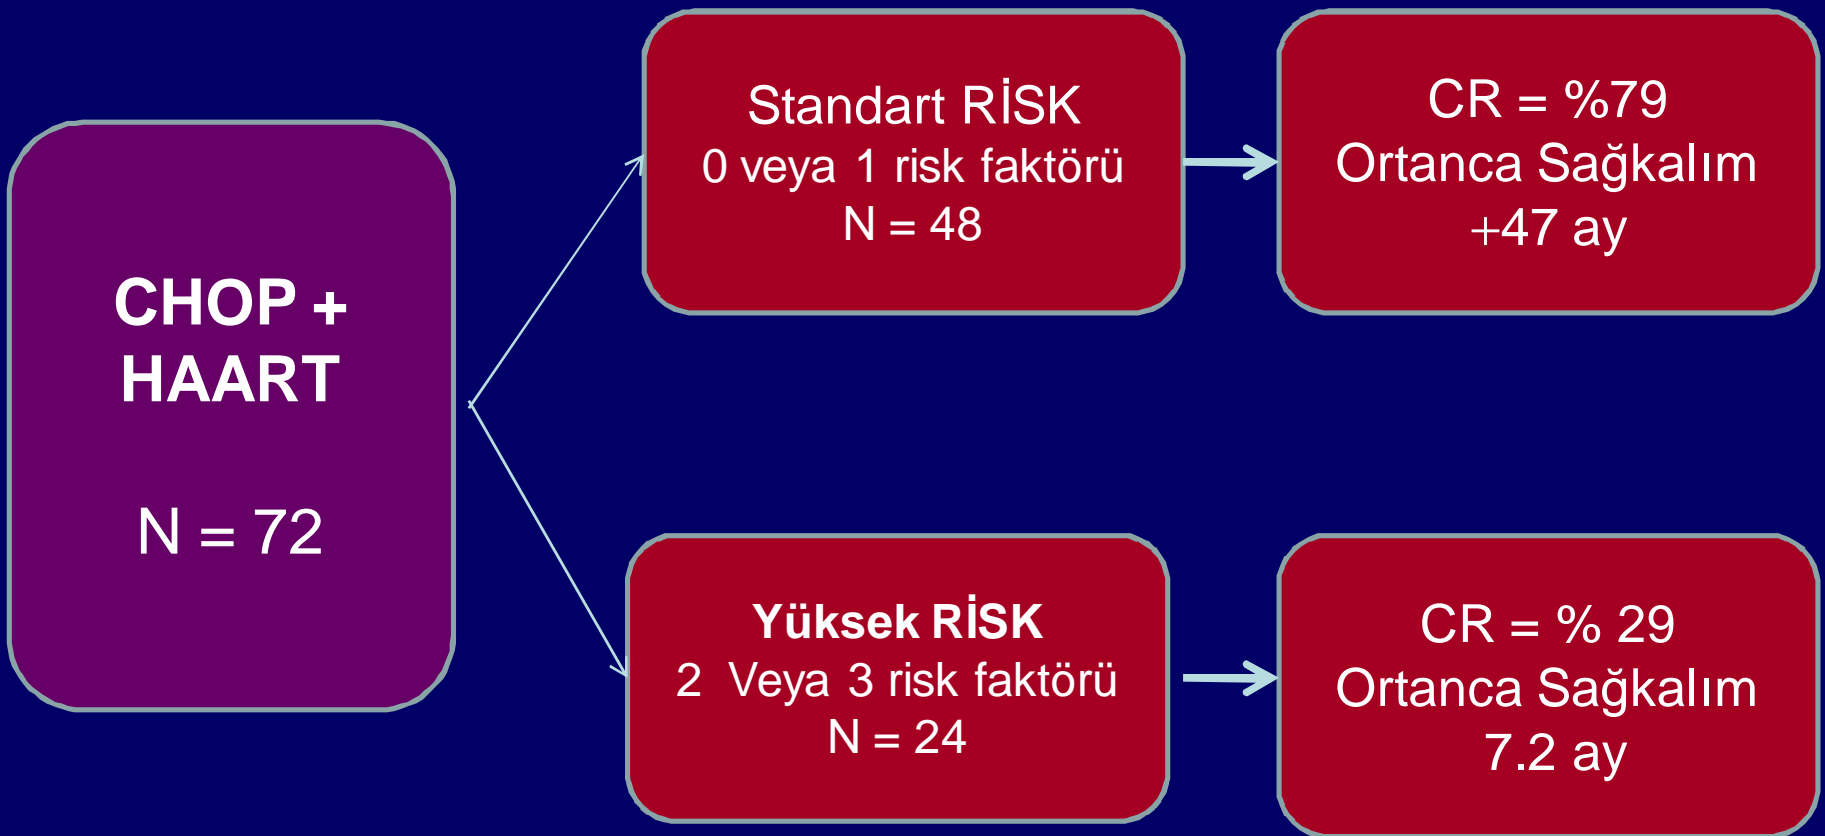 CHOP +
HAART
N = 72
Standart RİSK
0 veya 1 risk faktörü
N = 48
CR = %79
Ortanca Sağkalım
+47 ay
Yüksek RİSK
2 Veya 3 risk faktörü
N = 24
CR = % 29
Ortanca Sağkalım
7.2 ay